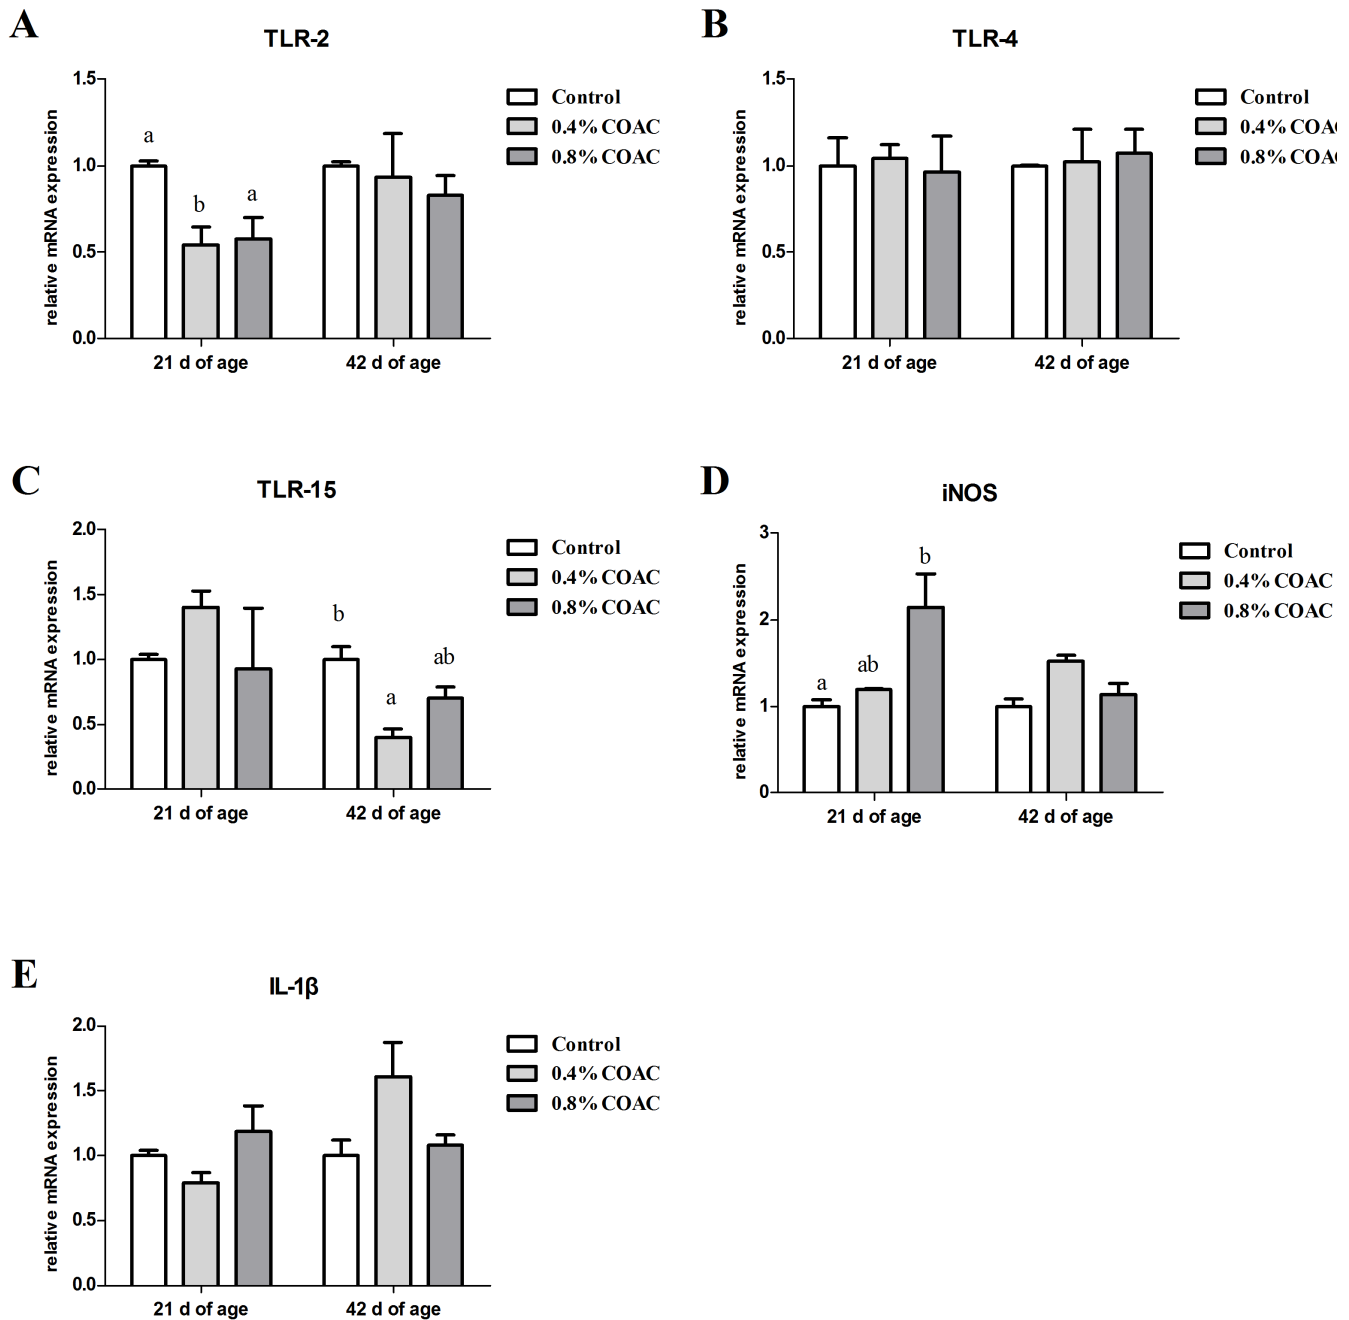 A
TLR-2
relative mRNA expression
1.5
1.0
0.5
0.0
a
b
a
21 d of age
42 d of age
Control
0.4% COAC
0.8% COAC
B
TLR-4
relative mRNA expression
1.5
1.0
0.5
0.0
21 d of age
42 d of age
Control
0.4% COA
0.8% COA
C
TLR-15
relative mRNA expression
2.0
1.5
1.0
0.5
0.0
b
a
ab
21 d of age
42 d of age
Control
0.4% COAC
0.8% COAC
D
iNOS
relative mRNA expression
3
2
1
0
a
ab
b
21 d of age
42 d of age
Control
0.4% COAC
0.8% COAC
E
IL-1β
relative mRNA expression
2.0
1.5
1.0
0.5
0.0
21 d of age
42 d of age
Control
0.4% COAC
0.8% COAC